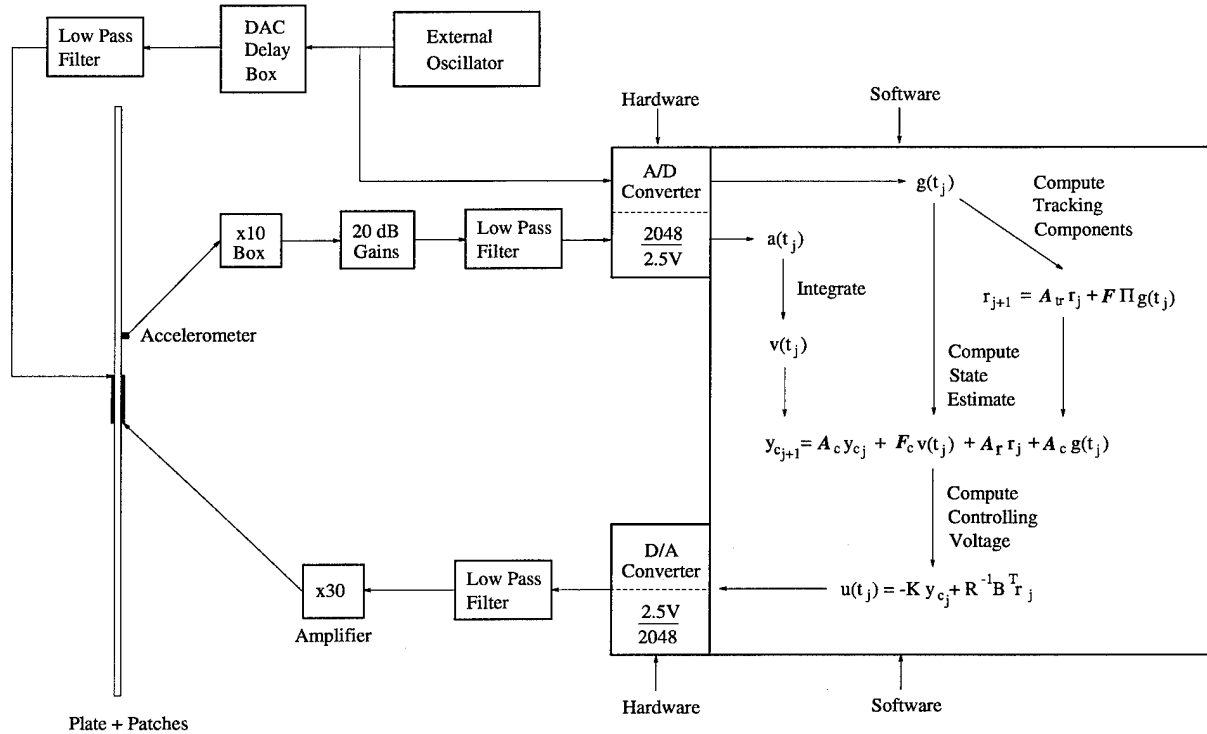 Low Pass
Filter
DAC
Delay
Box
External
Oscillator
Hardware
Software
A/D
Converter
2048
2.5V
g(t_j)
Compute
Tracking
Components
x10
Box
20 dB
Gains
Low Pass
Filter
a(t_j)
Integrate
r_{j+1} = A_{tr} r_j + F Π g(t_j)
Accelerometer
v(t_j)
Compute
State
Estimate
y_{c_{j+1}} = A_c y_{c_j} + F_c v(t_j) + A_r r_j + A_c g(t_j)
Compute
Controlling
Voltage
D/A
Converter
2.5V
2048
u(t_j) = -K y_{c_j} + R^{-1} B^T r_j
Low Pass
Filter
x30
Amplifier
Hardware
Software
Plate + Patches